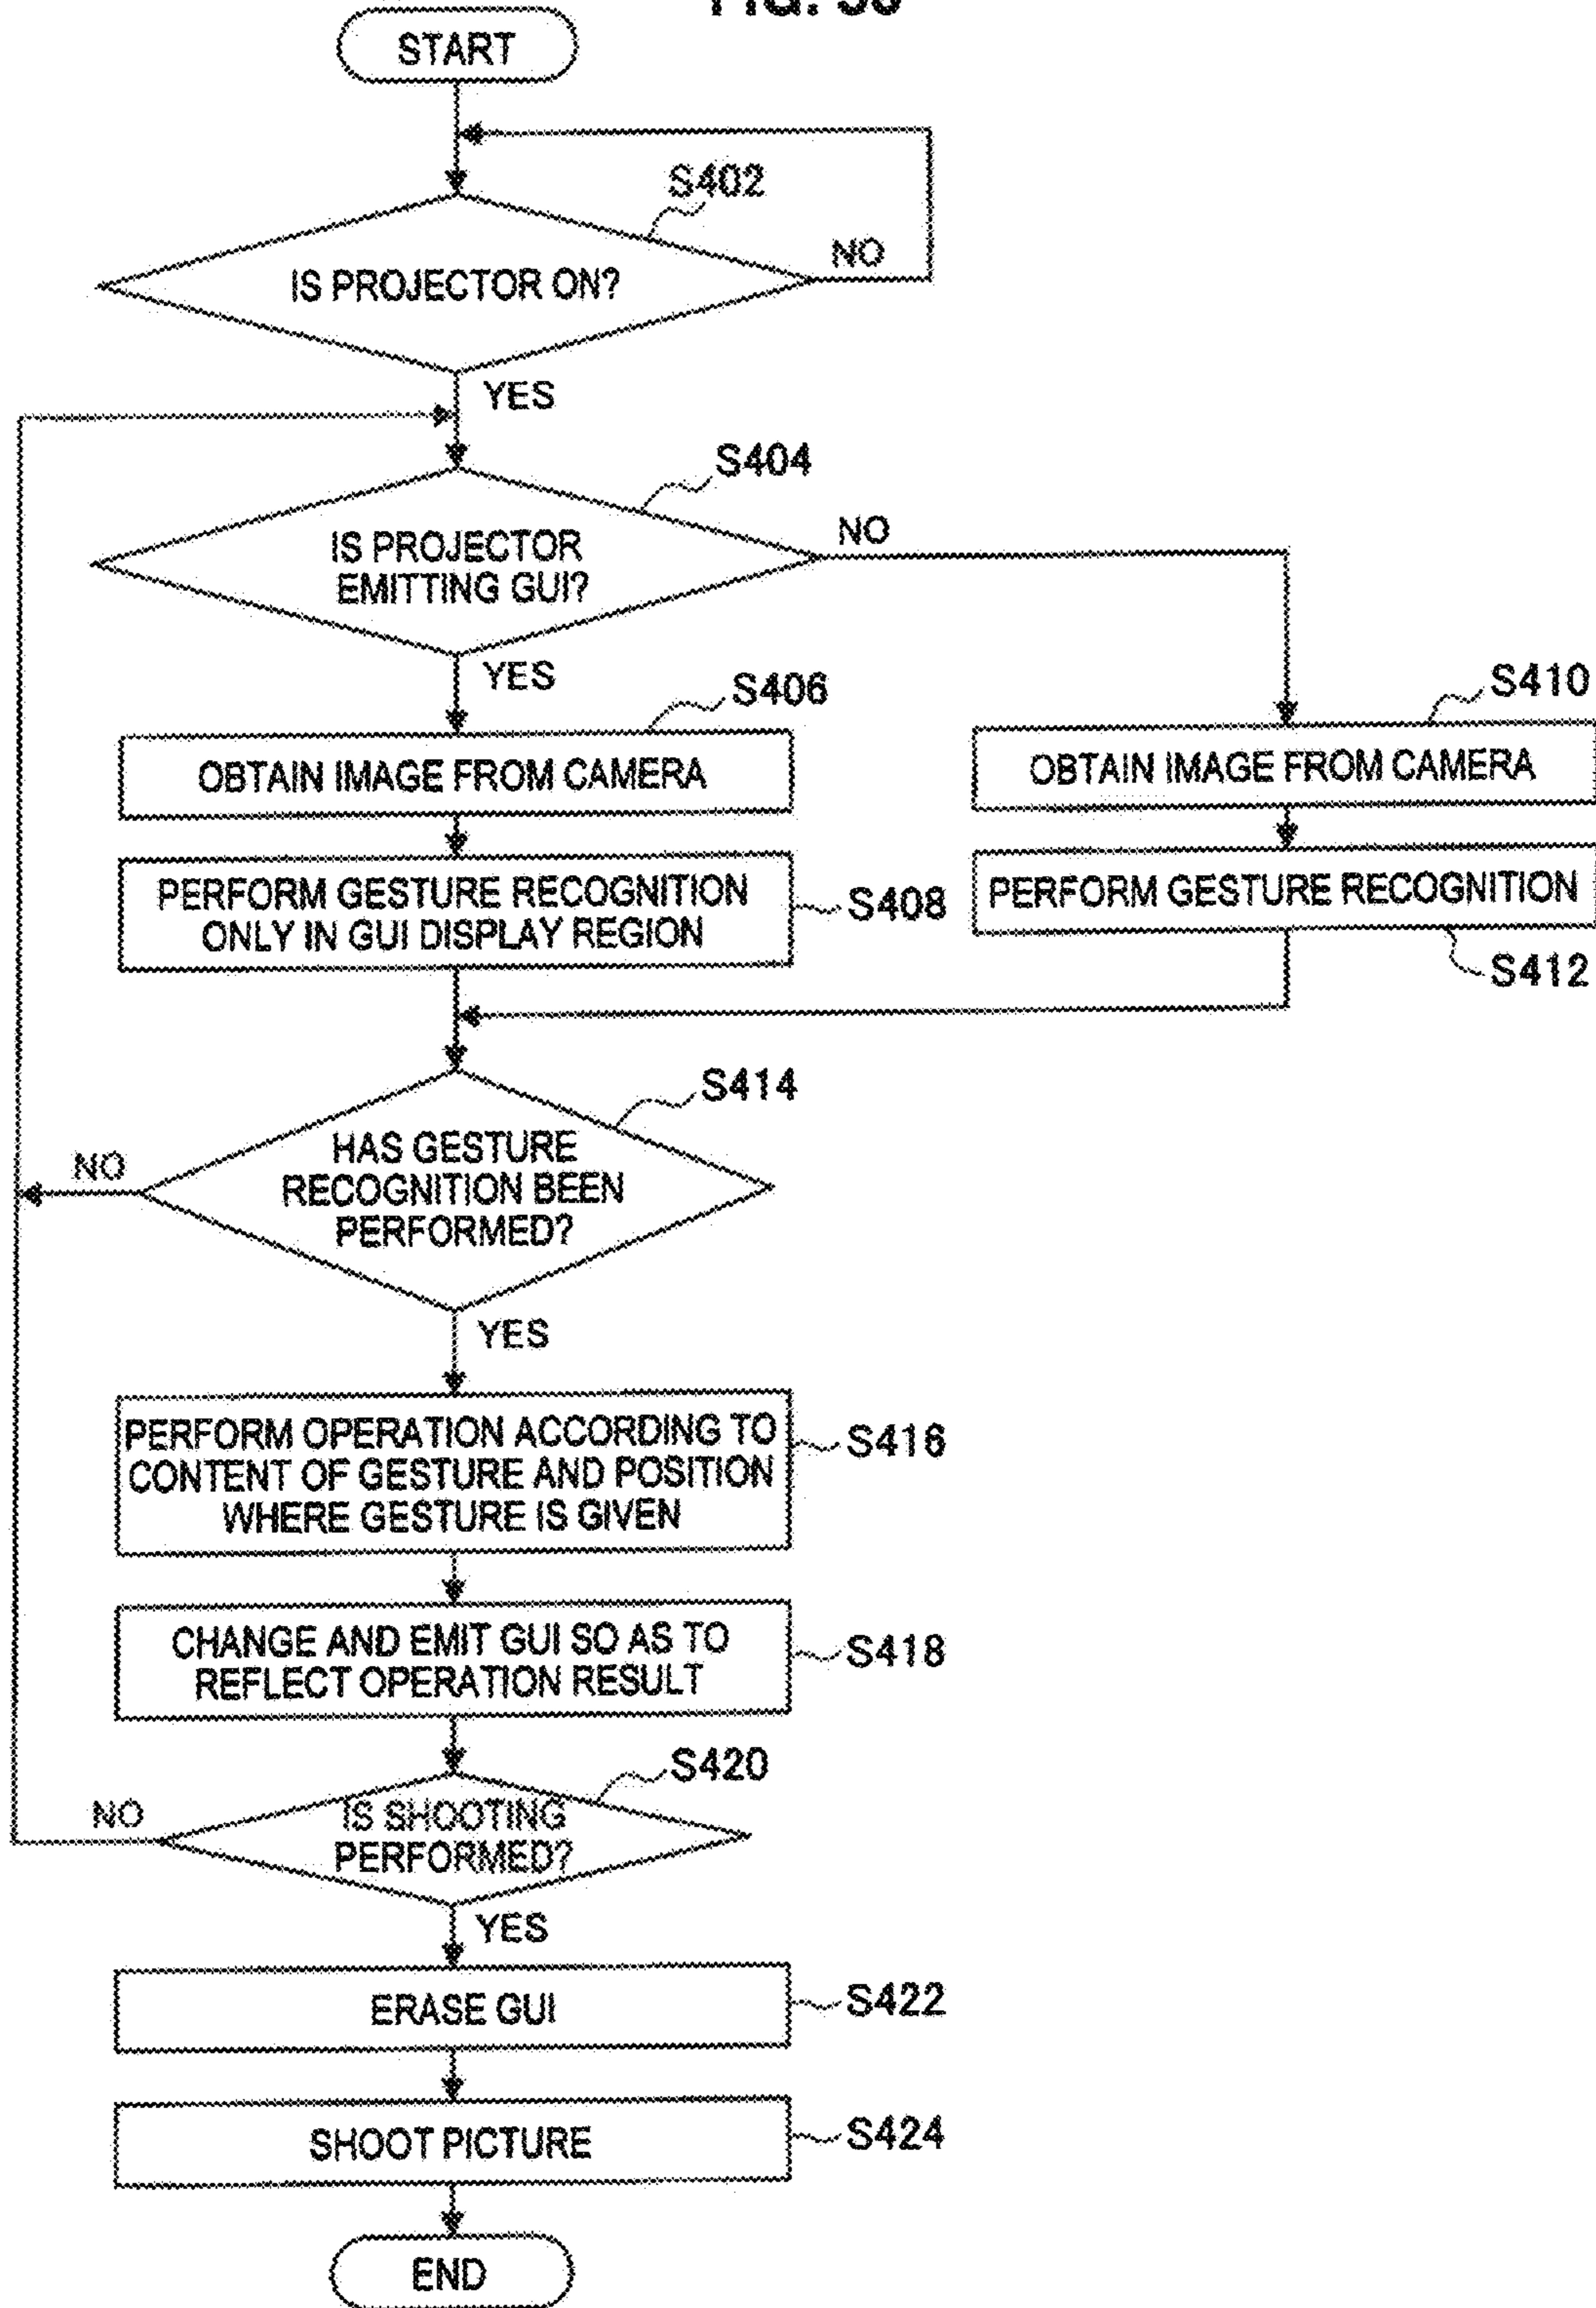 START
S402
NO
IS PROJECTOR ON?
YES
S404
NO
IS PROJECTOR
EMITTING GUI?
YES
S406
S410
OBTAIN IMAGE FROM CAMERA
OBTAIN IMAGE FROM CAMERA
PERFORM GESTURE RECOGNITION
ONLY IN GUI DISPLAY REGION
S408
PERFORM GESTURE RECOGNITION
S412
S414
NO
HAS GESTURE
RECOGNITION BEEN
PERFORMED?
YES
PERFORM OPERATION ACCORDING TO
CONTENT OF GESTURE AND POSITION
WHERE GESTURE IS GIVEN
S416
CHANGE AND EMIT GUI SO AS TO
REFLECT OPERATION RESULT
S418
S420
NO
IS SHOOTING
PERFORMED?
YES
ERASE GUI
S422
SHOOT PICTURE
S424
END